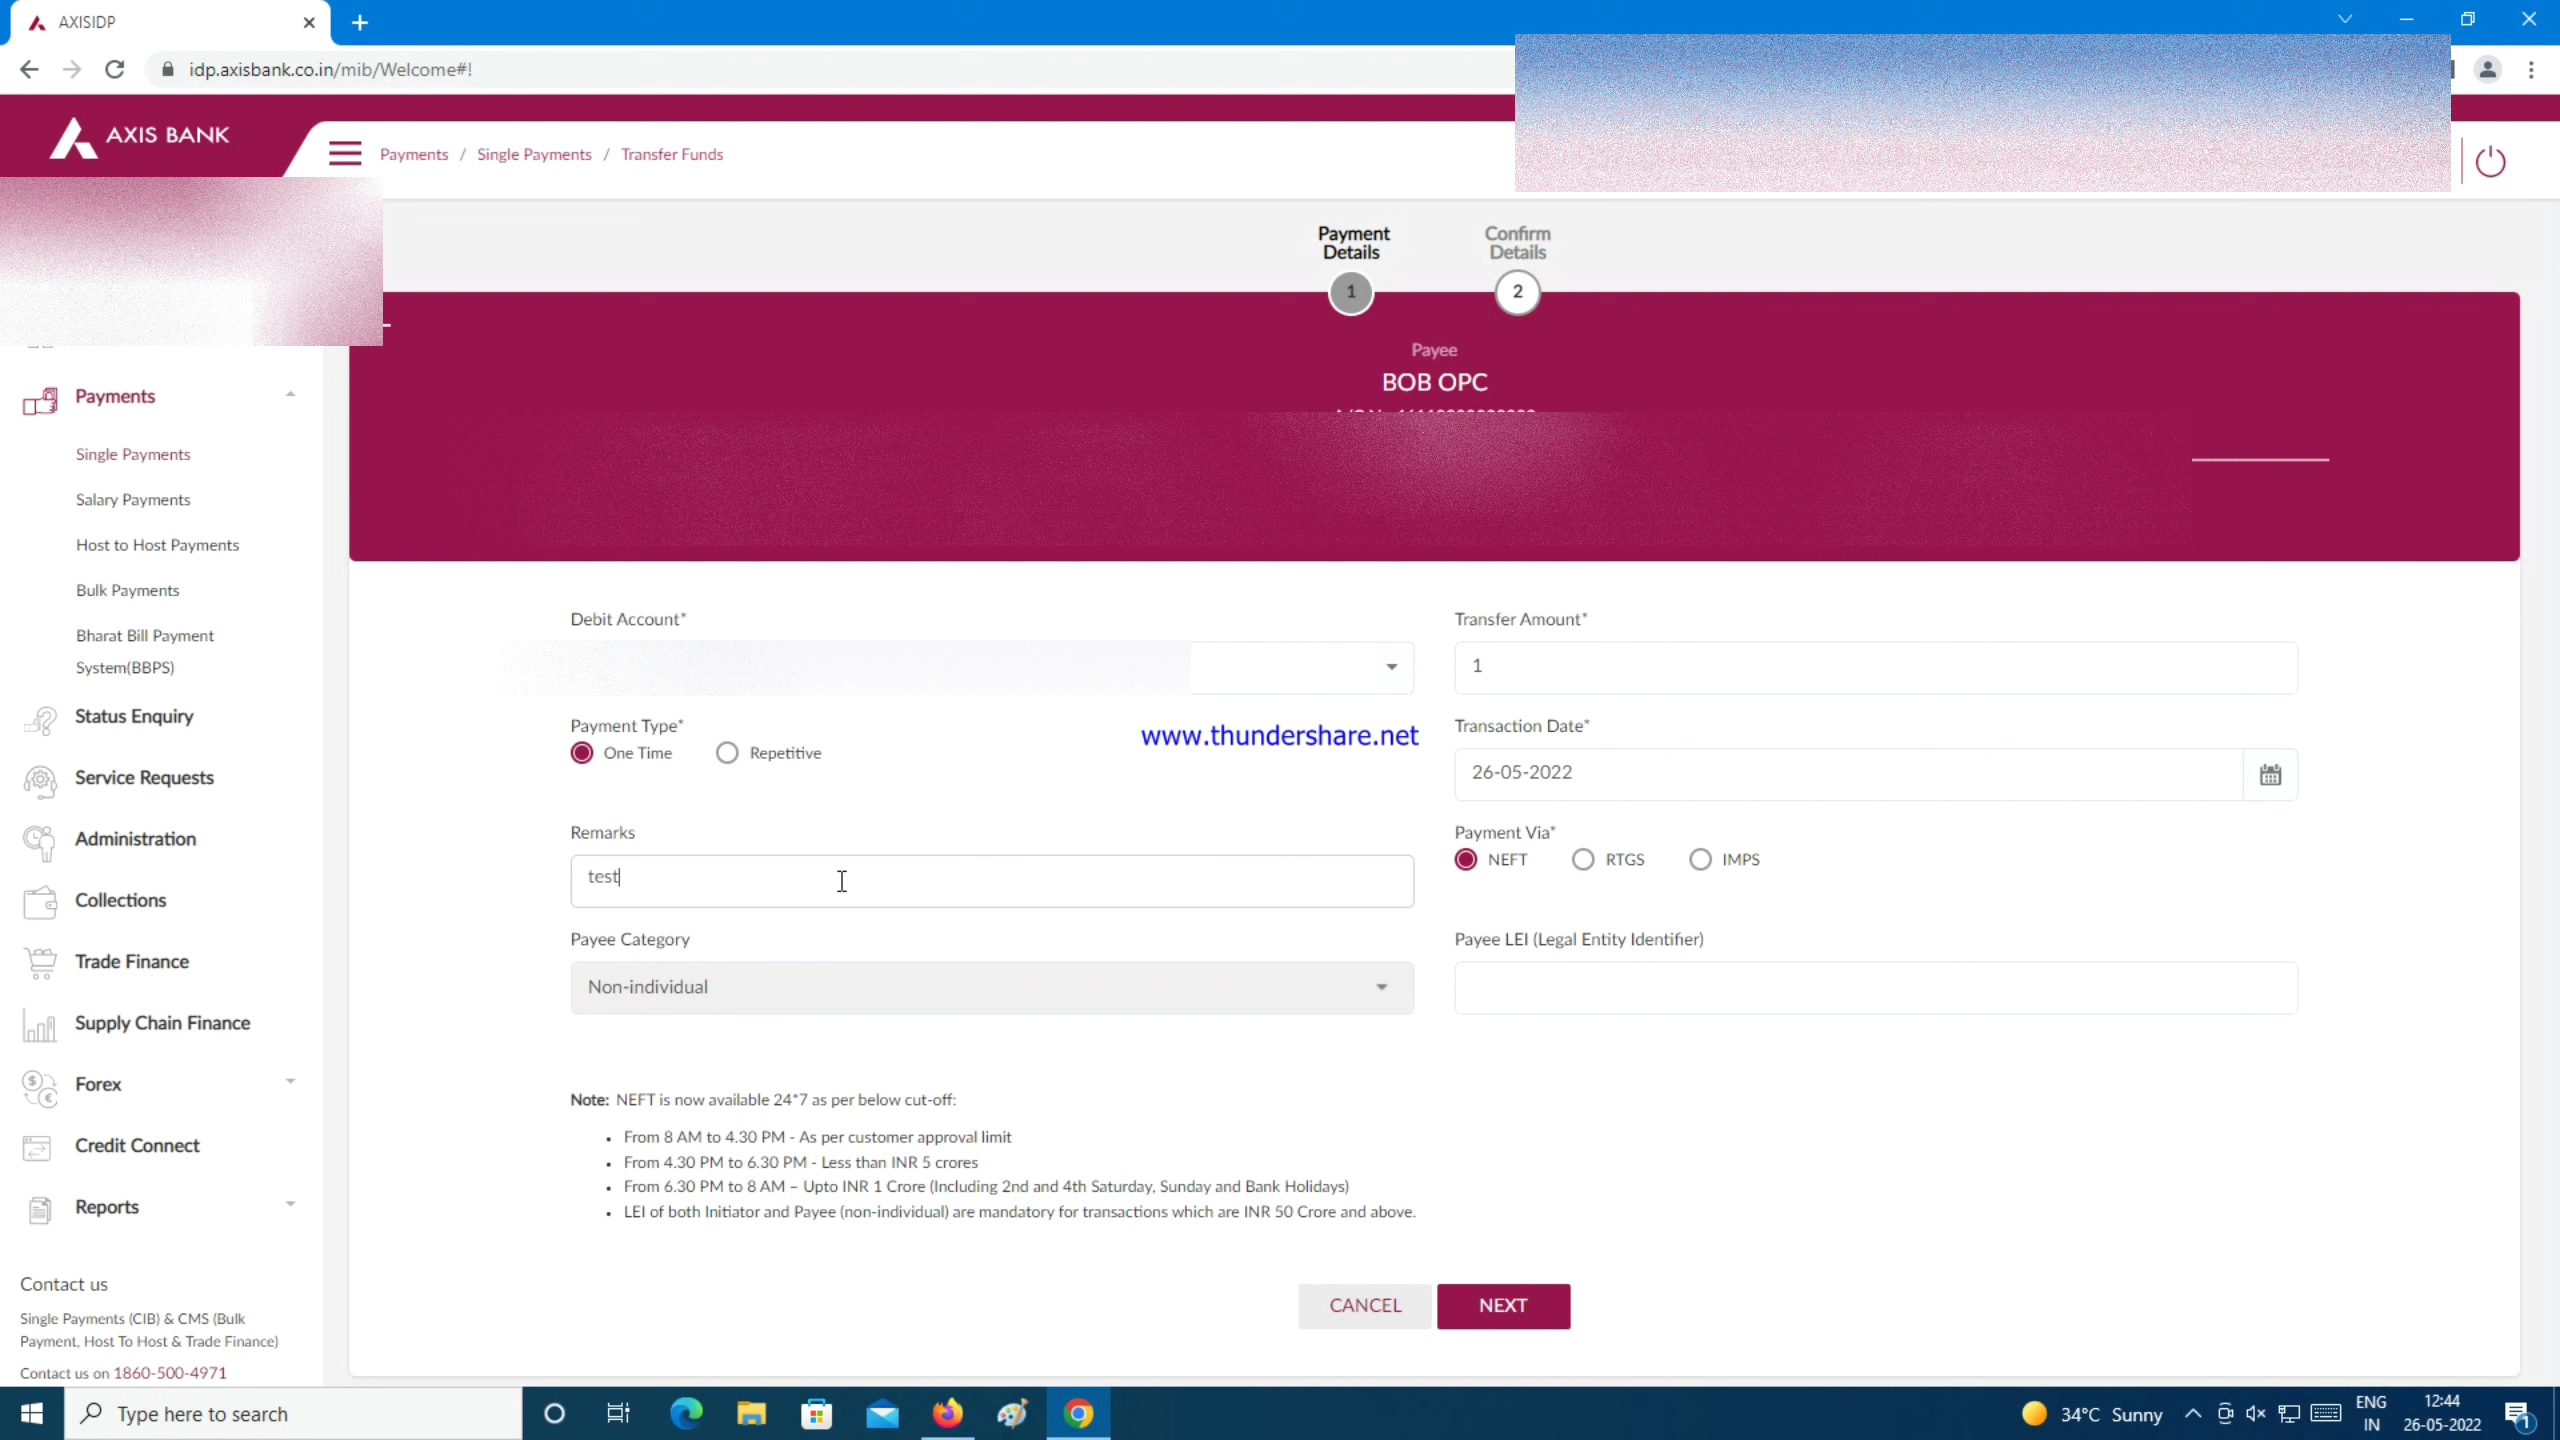 AXISIDP
idp.axisbank.co.in/mib/Welcome#!
AXIS BANK
Payments / Single Payments / Transfer Funds
Payment Details
Confirm Details
1
2
Payee
BOB OPC
Payments
Single Payments
Salary Payments
Host to Host Payments
Bulk Payments
Bharat Bill Payment
System(BBPS)
Status Enquiry
Service Requests
Administration
Collections
Trade Finance
Supply Chain Finance
Forex
Credit Connect
Reports
Contact us
Single Payments (CIB) & CMS (Bulk
Payment, Host To Host & Trade Finance)
Contact us on 1860-500-4971
Debit Account*
Transfer Amount*
1
Payment Type*
One Time
Repetitive
www.thundershare.net
Transaction Date*
26-05-2022
Remarks
test
Payment Via*
NEFT
RTGS
IMPS
Payee Category
Non-individual
Payee LEI (Legal Entity Identifier)
Note: NEFT is now available 24*7 as per below cut-off:
• From 8 AM to 4.30 PM - As per customer approval limit
• From 4.30 PM to 6.30 PM - Less than INR 5 crores
• From 6.30 PM to 8 AM – Upto INR 1 Crore (Including 2nd and 4th Saturday, Sunday and Bank Holidays)
• LEI of both Initiator and Payee (non-individual) are mandatory for transactions which are INR 50 Crore and above.
CANCEL
NEXT
Type here to search
34°C Sunny
ENG
IN
12:44
26-05-2022
1